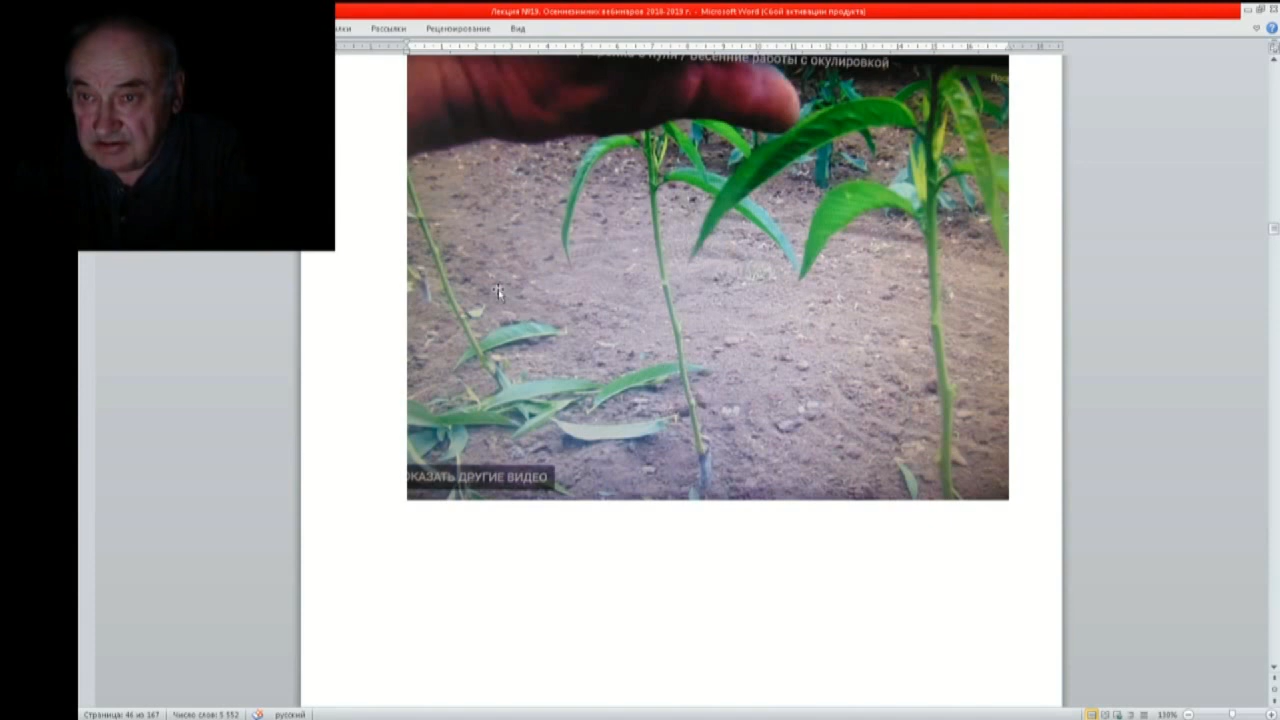 Лекция №19. Осеннезимних вебинаров 2018-2019 г. - Microsoft Word (Сбой активации продукта)
Рассылки
Рецензирование
Вид
/ Весенние работы с окулировкой
ОКАЗАТЬ ДРУГИЕ ВИДЕО
Страница: 46 из 167
Число слов: 5 552
русский
130%